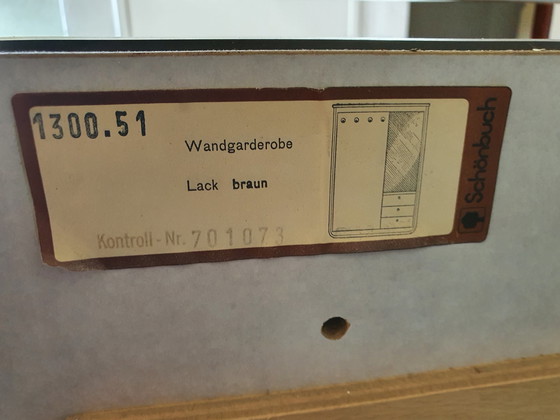 1300.51
Wandgarderobe
Lack braun
Kontroll-Nr. 701073
Schönbuch